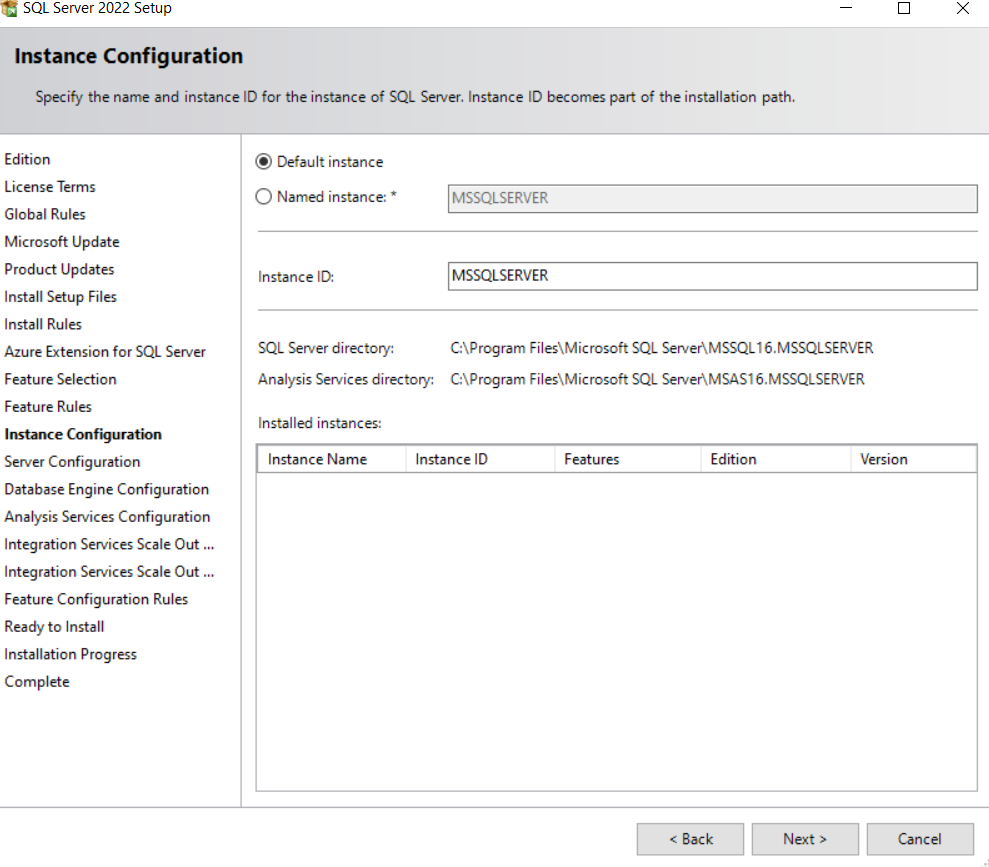 SQL Server 2022 Setup
Instance Configuration
Specify the name and instance ID for the instance of SQL Server. Instance ID becomes part of the installation path.
Edition
License Terms
Global Rules
Microsoft Update
Product Updates
Install Setup Files
Install Rules
Azure Extension for SQL Server
Feature Selection
Feature Rules
Instance Configuration
Server Configuration
Database Engine Configuration
Analysis Services Configuration
Integration Services Scale Out ...
Integration Services Scale Out ...
Feature Configuration Rules
Ready to Install
Installation Progress
Complete
Default instance
Named instance: * MSSQLSERVER
Instance ID: MSSQLSERVER
SQL Server directory: C:\Program Files\Microsoft SQL Server\MSSQL16.MSSQLSERVER
Analysis Services directory: C:\Program Files\Microsoft SQL Server\MSAS16.MSSQLSERVER
Installed instances:
Instance Name Instance ID Features Edition Version
< Back Next > Cancel